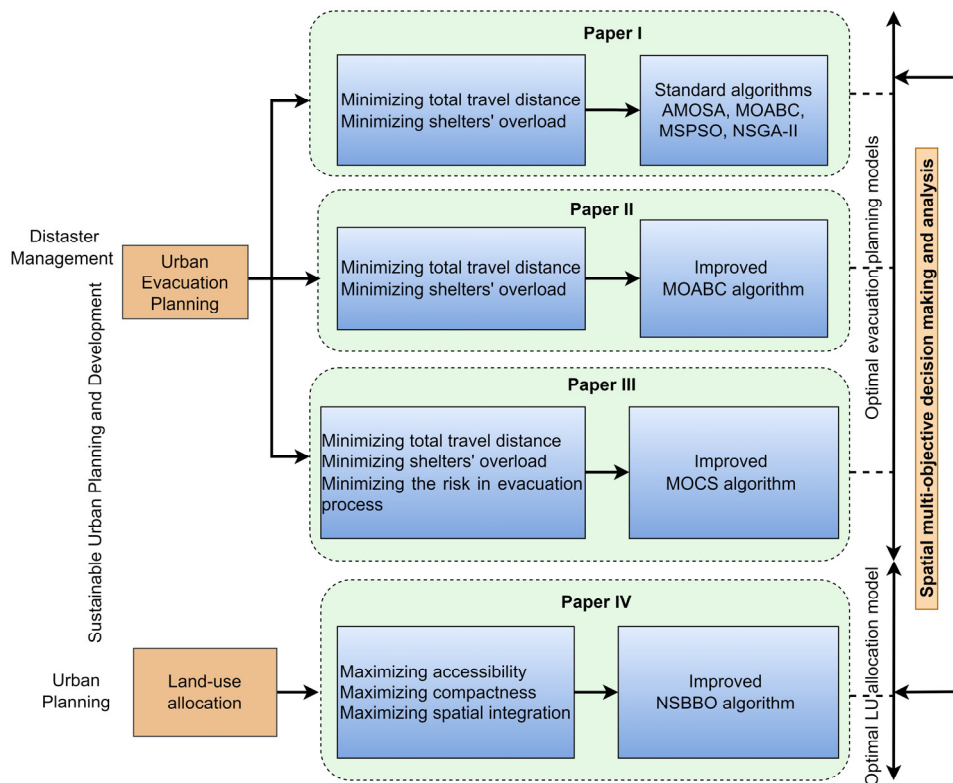 Paper I
Minimizing total travel distance
Minimizing shelters' overload
Standard algorithms
AMOSA, MOABC,
MSPSO, NSGA-II
Paper II
Minimizing total travel distance
Minimizing shelters' overload
Improved
MOABC algorithm
Distaster
Management
Urban
Evacuation
Planning
Paper III
Minimizing total travel distance
Minimizing shelters' overload
Minimizing the risk in evacuation
process
Improved
MOCS algorithm
Sustainable Urban Planning and Development
Optimal evacuation planning models
Spatial multi-objective decision making and analysis
Paper IV
Urban
Planning
Land-use
allocation
Maximizing accessibility
Maximizing compactness
Maximizing spatial integration
Improved
NSBBO algorithm
Optimal LU allocation model